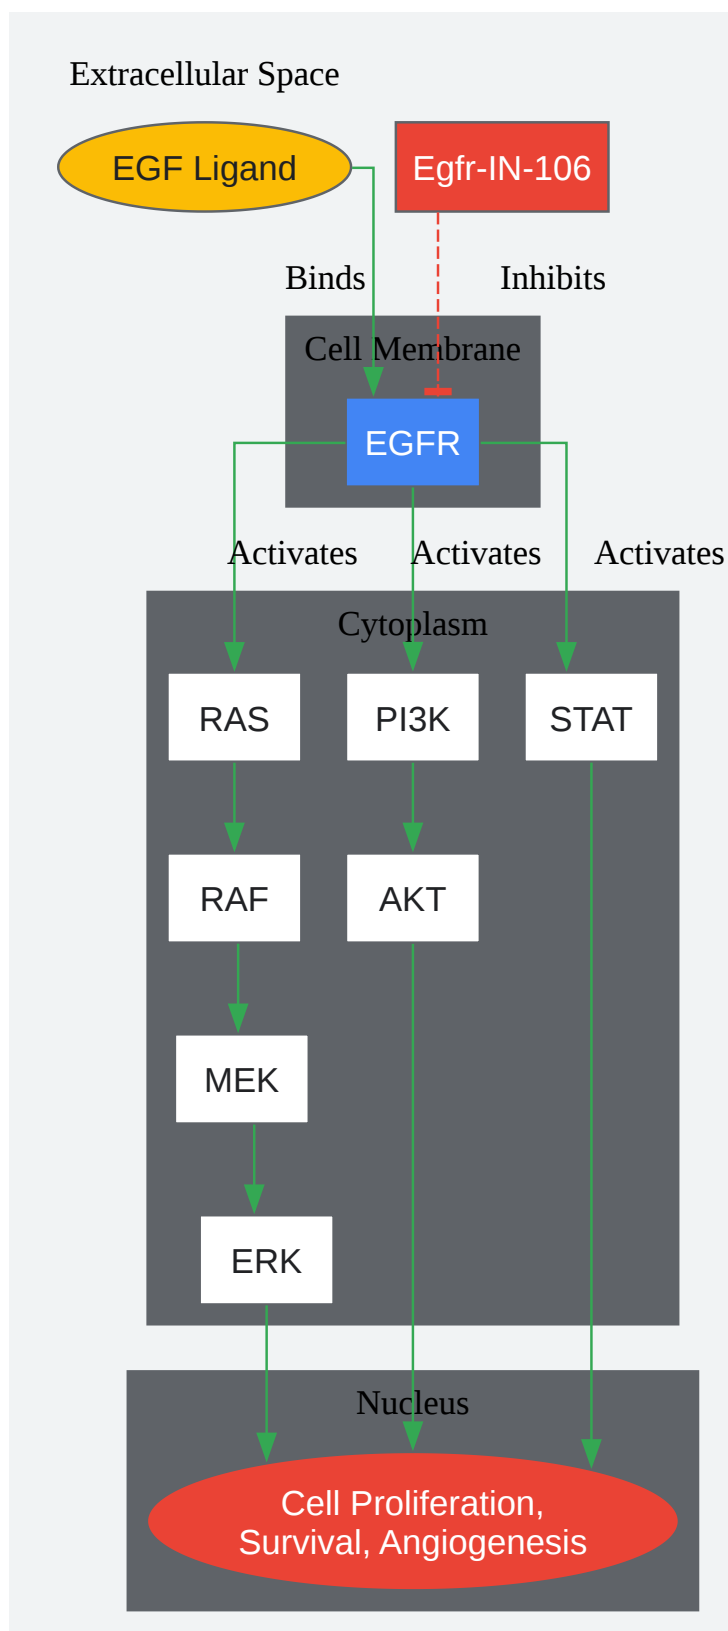 Extracellular Space
EGF Ligand
Egfr-IN-106
Binds
Inhibits
Cell Membrane
EGFR
Activates
Activates
Activates
Cytoplasm
RAS
PI3K
STAT
RAF
AKT
MEK
ERK
Nucleus
Cell Proliferation,
Survival, Angiogenesis